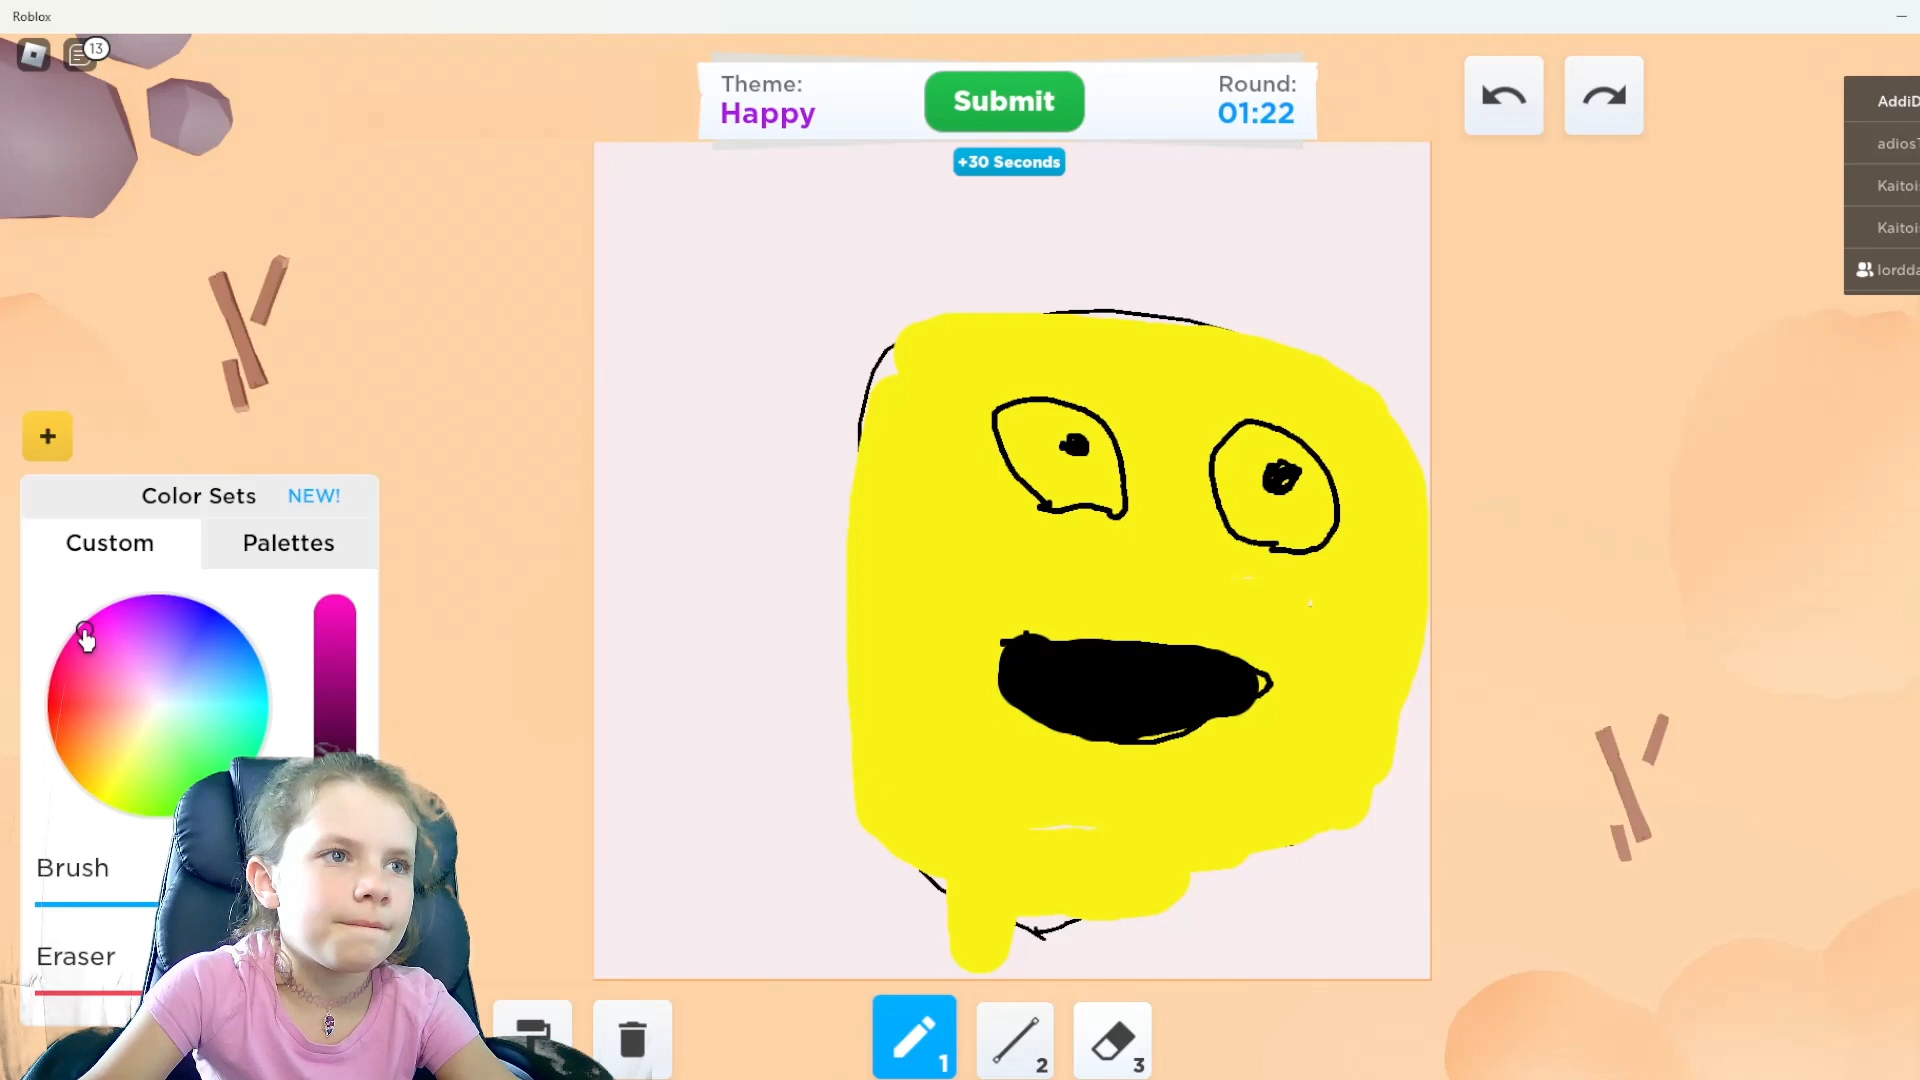 Roblox
13
Theme:
Happy
Submit
Round:
01:22
+30 Seconds
AddiD
adios
Kaitoi
Kaitoi
lordda
+
Color Sets NEW!
Custom Palettes
Brush
Eraser
1
2
3